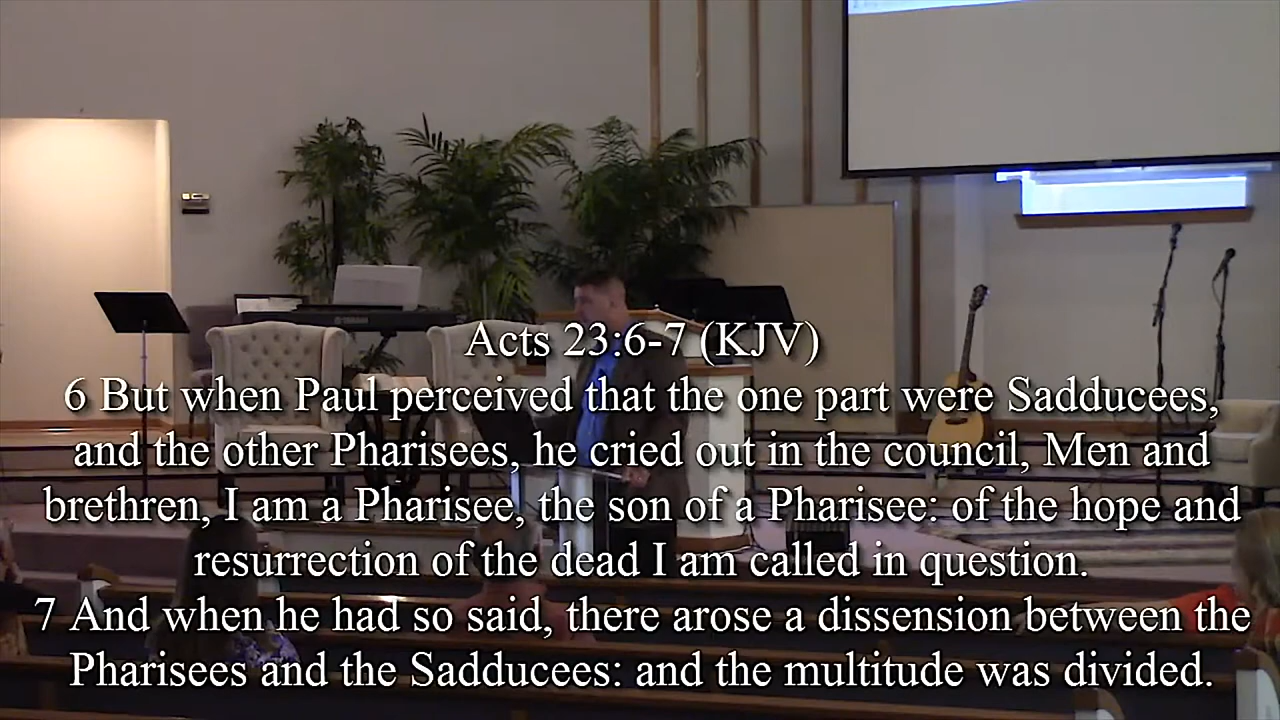 Acts 23:6-7 (KJV)
6 But when Paul perceived that the one part were Sadducees,
and the other Pharisees, he cried out in the council, Men and
brethren, I am a Pharisee, the son of a Pharisee: of the hope and
resurrection of the dead I am called in question.
7 And when he had so said, there arose a dissension between the
Pharisees and the Sadducees: and the multitude was divided.